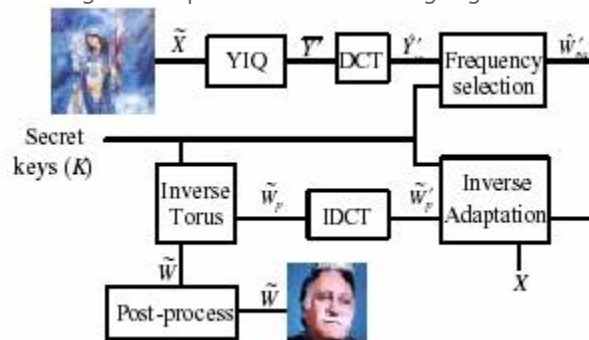 X̃ YIQ Ȳ' DCT Ŷ' Frequency selection
Secret keys (K)
Inverse Torus W̃p IDCT W̃'p Inverse Adaptation
W̃ X
Post-process W̃